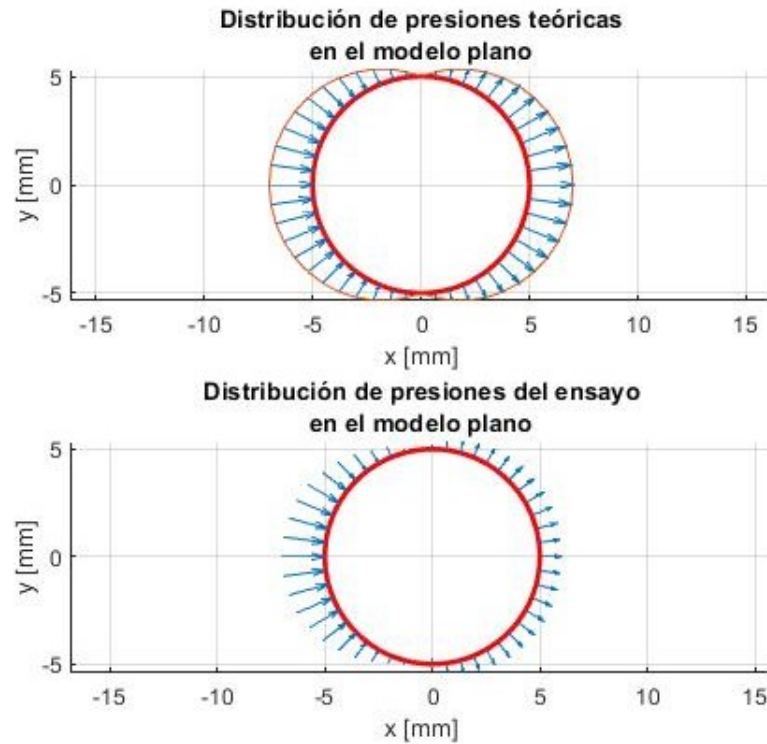 Distribución de presiones teóricas
en el modelo plano
5
0
-5
y [mm]
-15 -10 -5 0 5 10 15
x [mm]
Distribución de presiones del ensayo
en el modelo plano
5
0
-5
y [mm]
-15 -10 -5 0 5 10 15
x [mm]